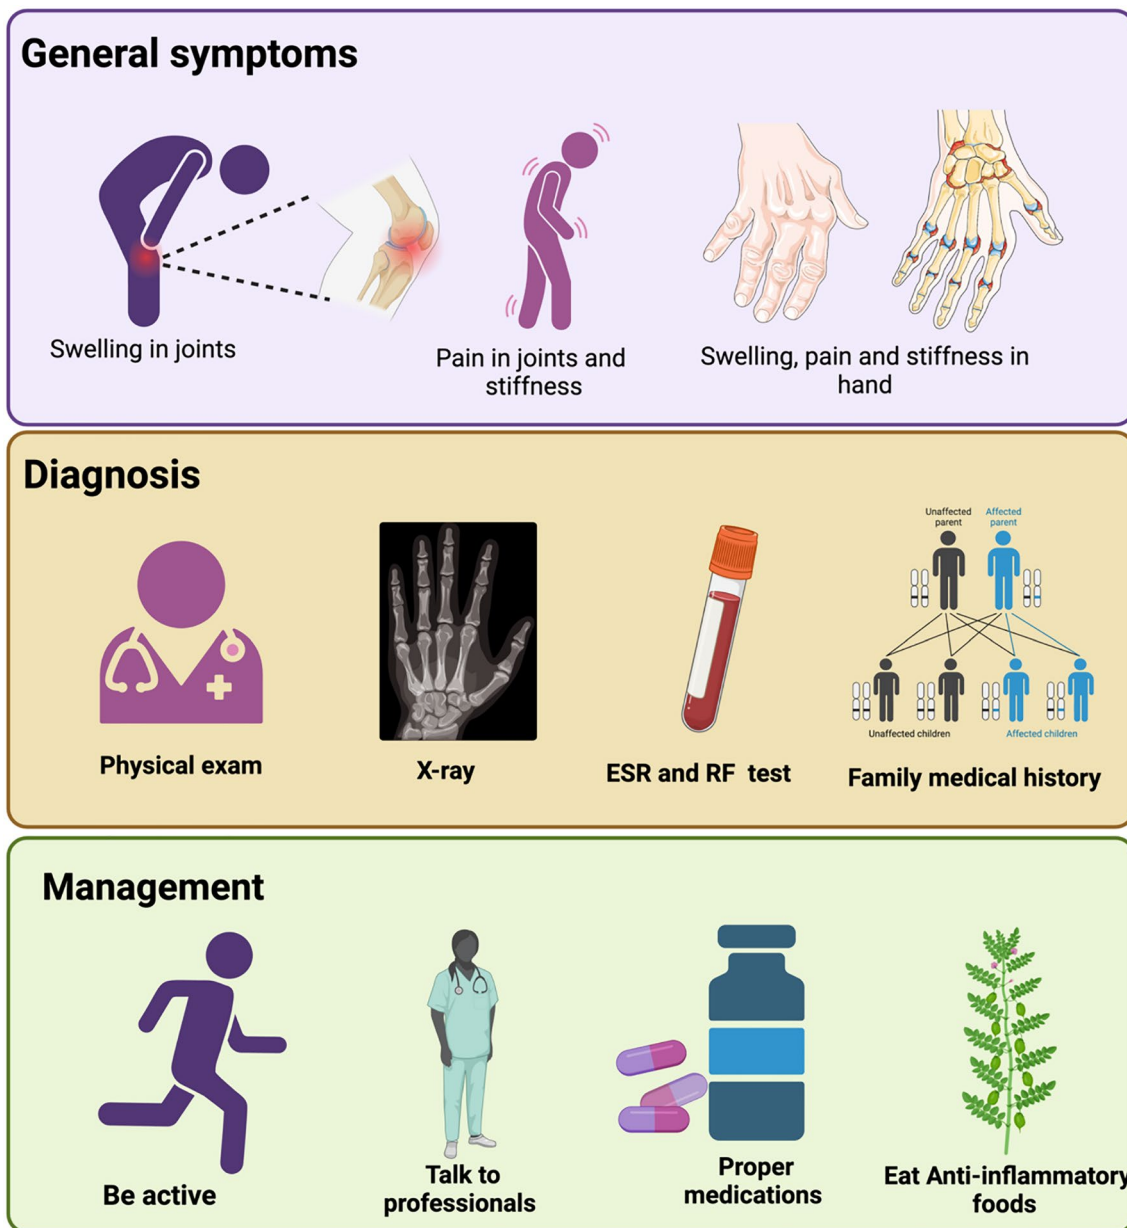 General symptoms
Swelling in joints
Pain in joints and
stiffness
Swelling, pain and stiffness in
hand
Diagnosis
Unaffected
parent
Affected
parent
Unaffected children
Affected children
Physical exam
X-ray
ESR and RF test
Family medical history
Management
Be active
Talk to
professionals
Proper
medications
Eat Anti-inflammatory
foods